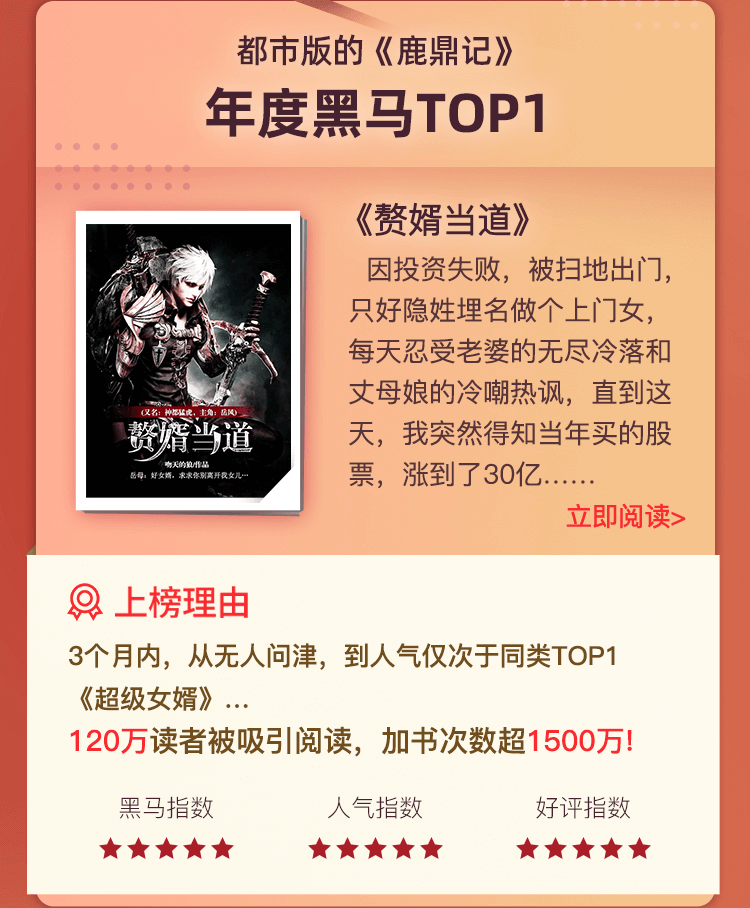 都市版的《鹿鼎记》
年度黑马TOP1
《赘婿当道》
因投资失败，被扫地出门，
只好隐姓埋名做个上门女，
每天忍受老婆的无尽冷落和
丈母娘的冷嘲热讽，直到这
天，我突然得知当年买的股
票，涨到了30亿……
立即阅读>
(又名：神都猛虎，主角：岳风)
赘婿当道
吻天的狼/作品
岳母：好女婿，求求你别离开我女儿…
上榜理由
3个月内，从无人问津，到人气仅次于同类TOP1
《超级女婿》…
120万读者被吸引阅读，加书次数超1500万!
黑马指数 人气指数 好评指数
★★★★★ ★★★★★ ★★★★★